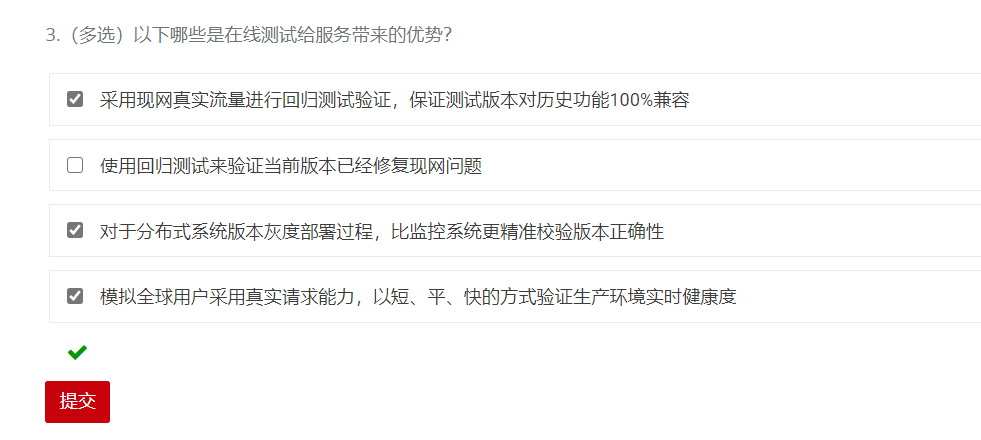 3.（多选）以下哪些是在线测试给服务带来的优势？
采用现网真实流量进行回归测试验证，保证测试版本对历史功能100%兼容
使用回归测试来验证当前版本已经修复现网问题
对于分布式系统版本灰度部署过程，比监控系统更精准校验版本正确性
模拟全球用户采用真实请求能力，以短、平、快的方式验证生产环境实时健康度
提交